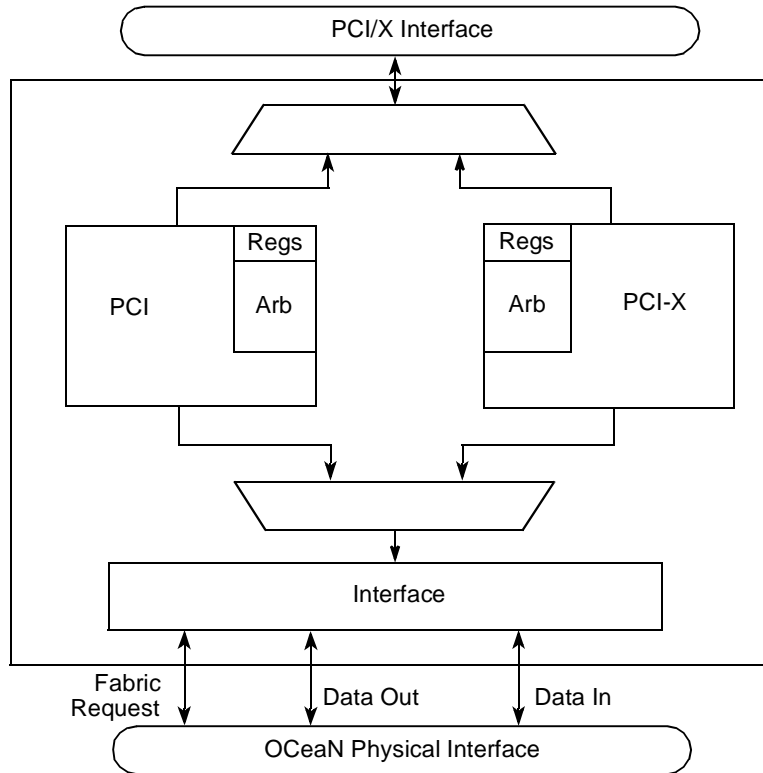 PCI/X Interface
Regs
Regs
PCI
Arb
Arb
PCI-X
Interface
Fabric
Request
Data Out
Data In
OCeaN Physical Interface